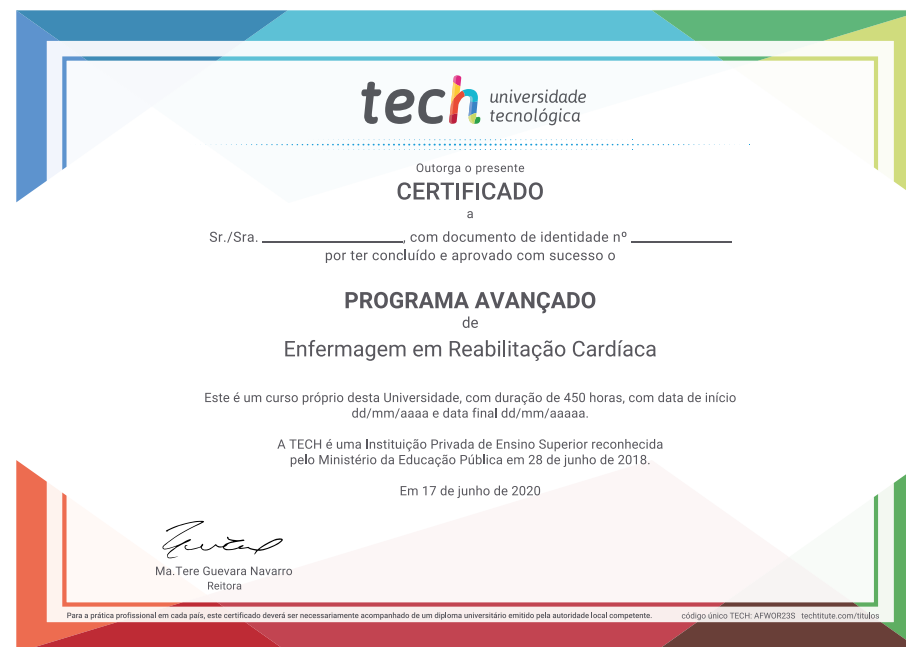 tech universidade
tecnológica
Outorga o presente
CERTIFICADO
a
Sr./Sra. ____________, com documento de identidade nº ____________
por ter concluído e aprovado com sucesso o
PROGRAMA AVANÇADO
de
Enfermagem em Reabilitação Cardíaca
Este é um curso próprio desta Universidade, com duração de 450 horas, com data de início
dd/mm/aaaa e data final dd/mm/aaaaa.
A TECH é uma Instituição Privada de Ensino Superior reconhecida
pelo Ministério da Educação Pública em 28 de junho de 2018.
Em 17 de junho de 2020
Ma.Tere Guevara Navarro
Reitora
Para a prática profissional em cada país, este certificado deverá ser necessariamente acompanhado de um diploma universitário emitido pela autoridade local competente. código único TECH: AFWOR23S techtitute.com/titulos